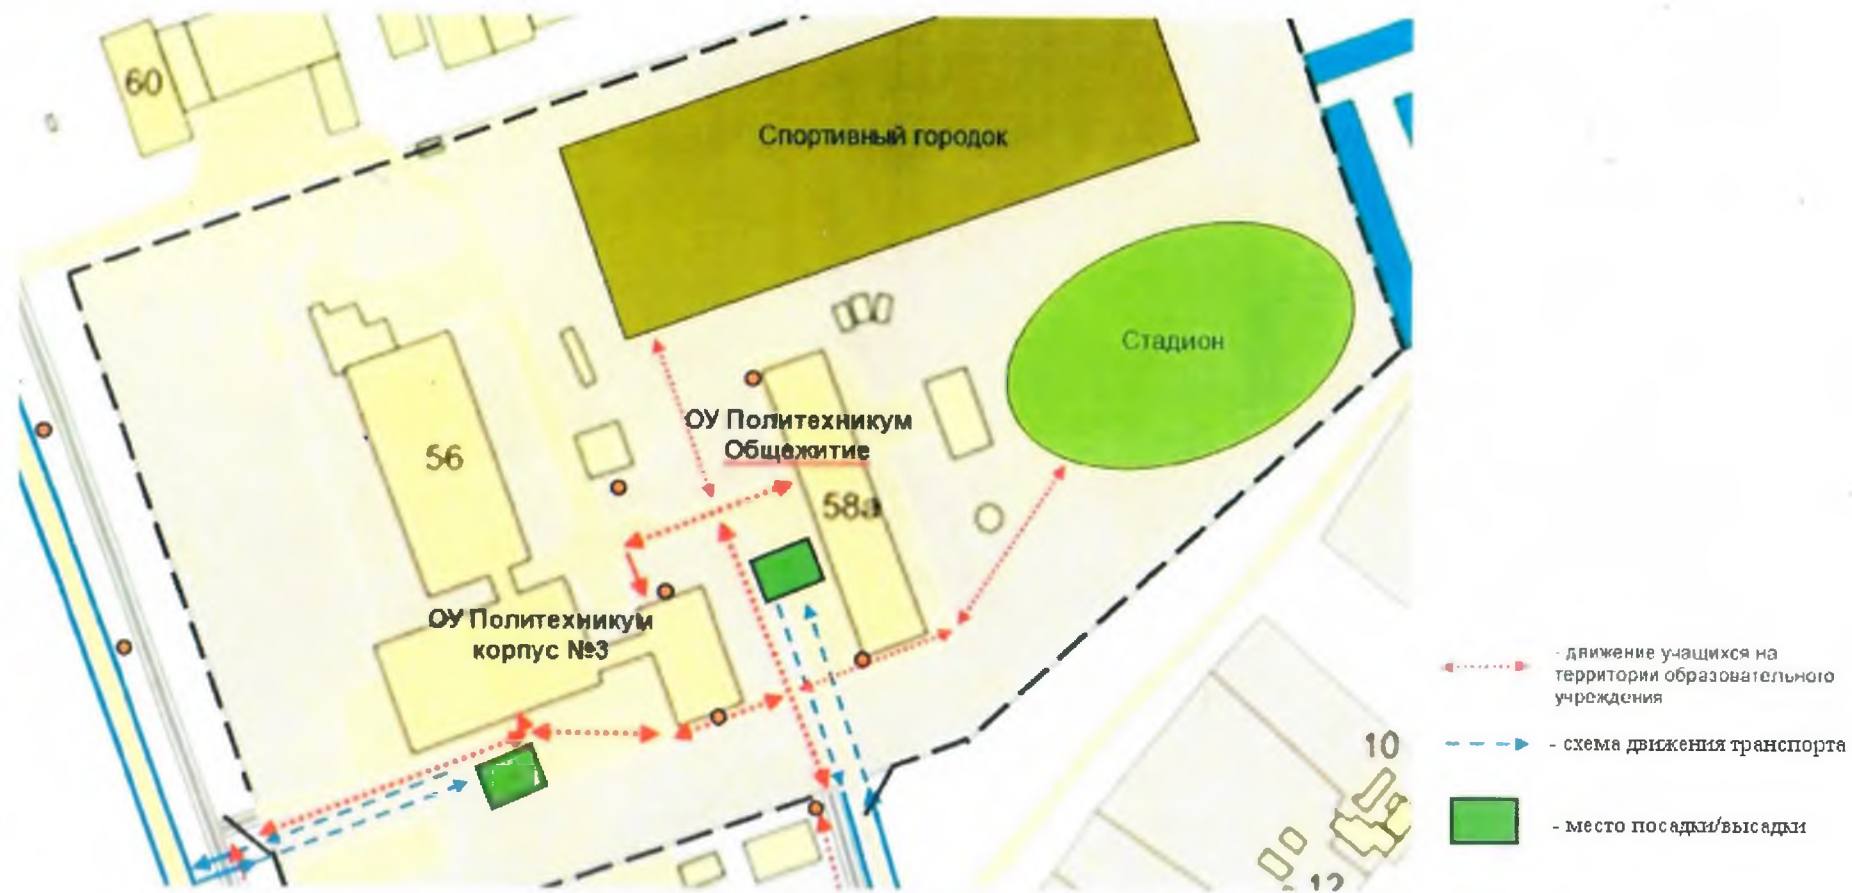 60
Спортивный городок
Стадион
ОУ Политехникум
Общежитие
56
58а
ОУ Политехникум
корпус №3
- движение учащихся на
территории образовательного
учреждения
- схема движения транспорта
10
- место посадки/высадки
12